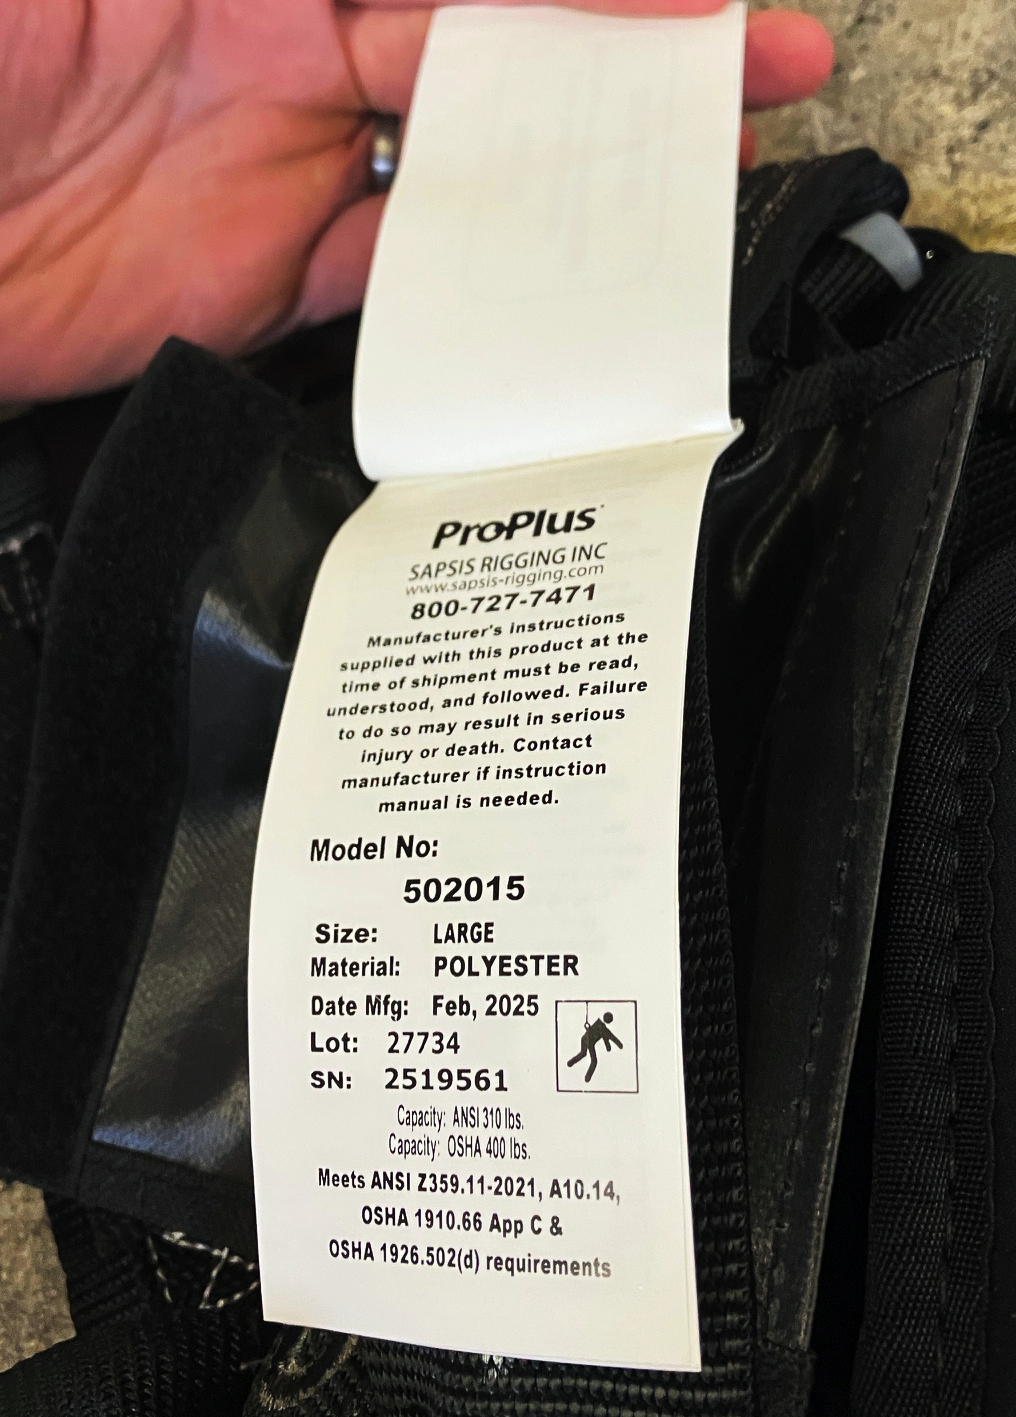 ProPlus
SAPSIS RIGGING INC
www.sapsis-rigging.com
800-727-7471
Manufacturer's instructions
supplied with this product at the
time of shipment must be read,
understood, and followed. Failure
to do so may result in serious
injury or death. Contact
manufacturer if instruction
manual is needed.
Model No:
502015
Size: LARGE
Material: POLYESTER
Date Mfg: Feb, 2025
Lot: 27734
SN: 2519561
Capacity: ANSI 310 lbs.
Capacity: OSHA 400 lbs.
Meets ANSI Z359.11-2021, A10.14,
OSHA 1910.66 App C &
OSHA 1926.502(d) requirements